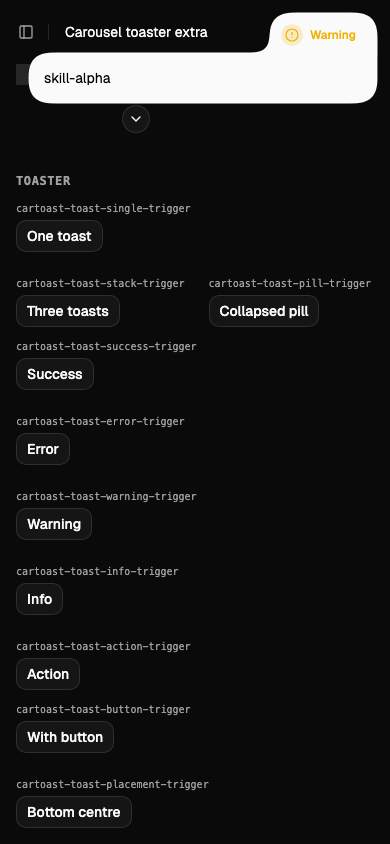 Carousel toaster extra
Warning
skill-alpha
TOASTER
cartoast-toast-single-trigger
One toast
cartoast-toast-stack-trigger
Three toasts
cartoast-toast-pill-trigger
Collapsed pill
cartoast-toast-success-trigger
Success
cartoast-toast-error-trigger
Error
cartoast-toast-warning-trigger
Warning
cartoast-toast-info-trigger
Info
cartoast-toast-action-trigger
Action
cartoast-toast-button-trigger
With button
cartoast-toast-placement-trigger
Bottom centre